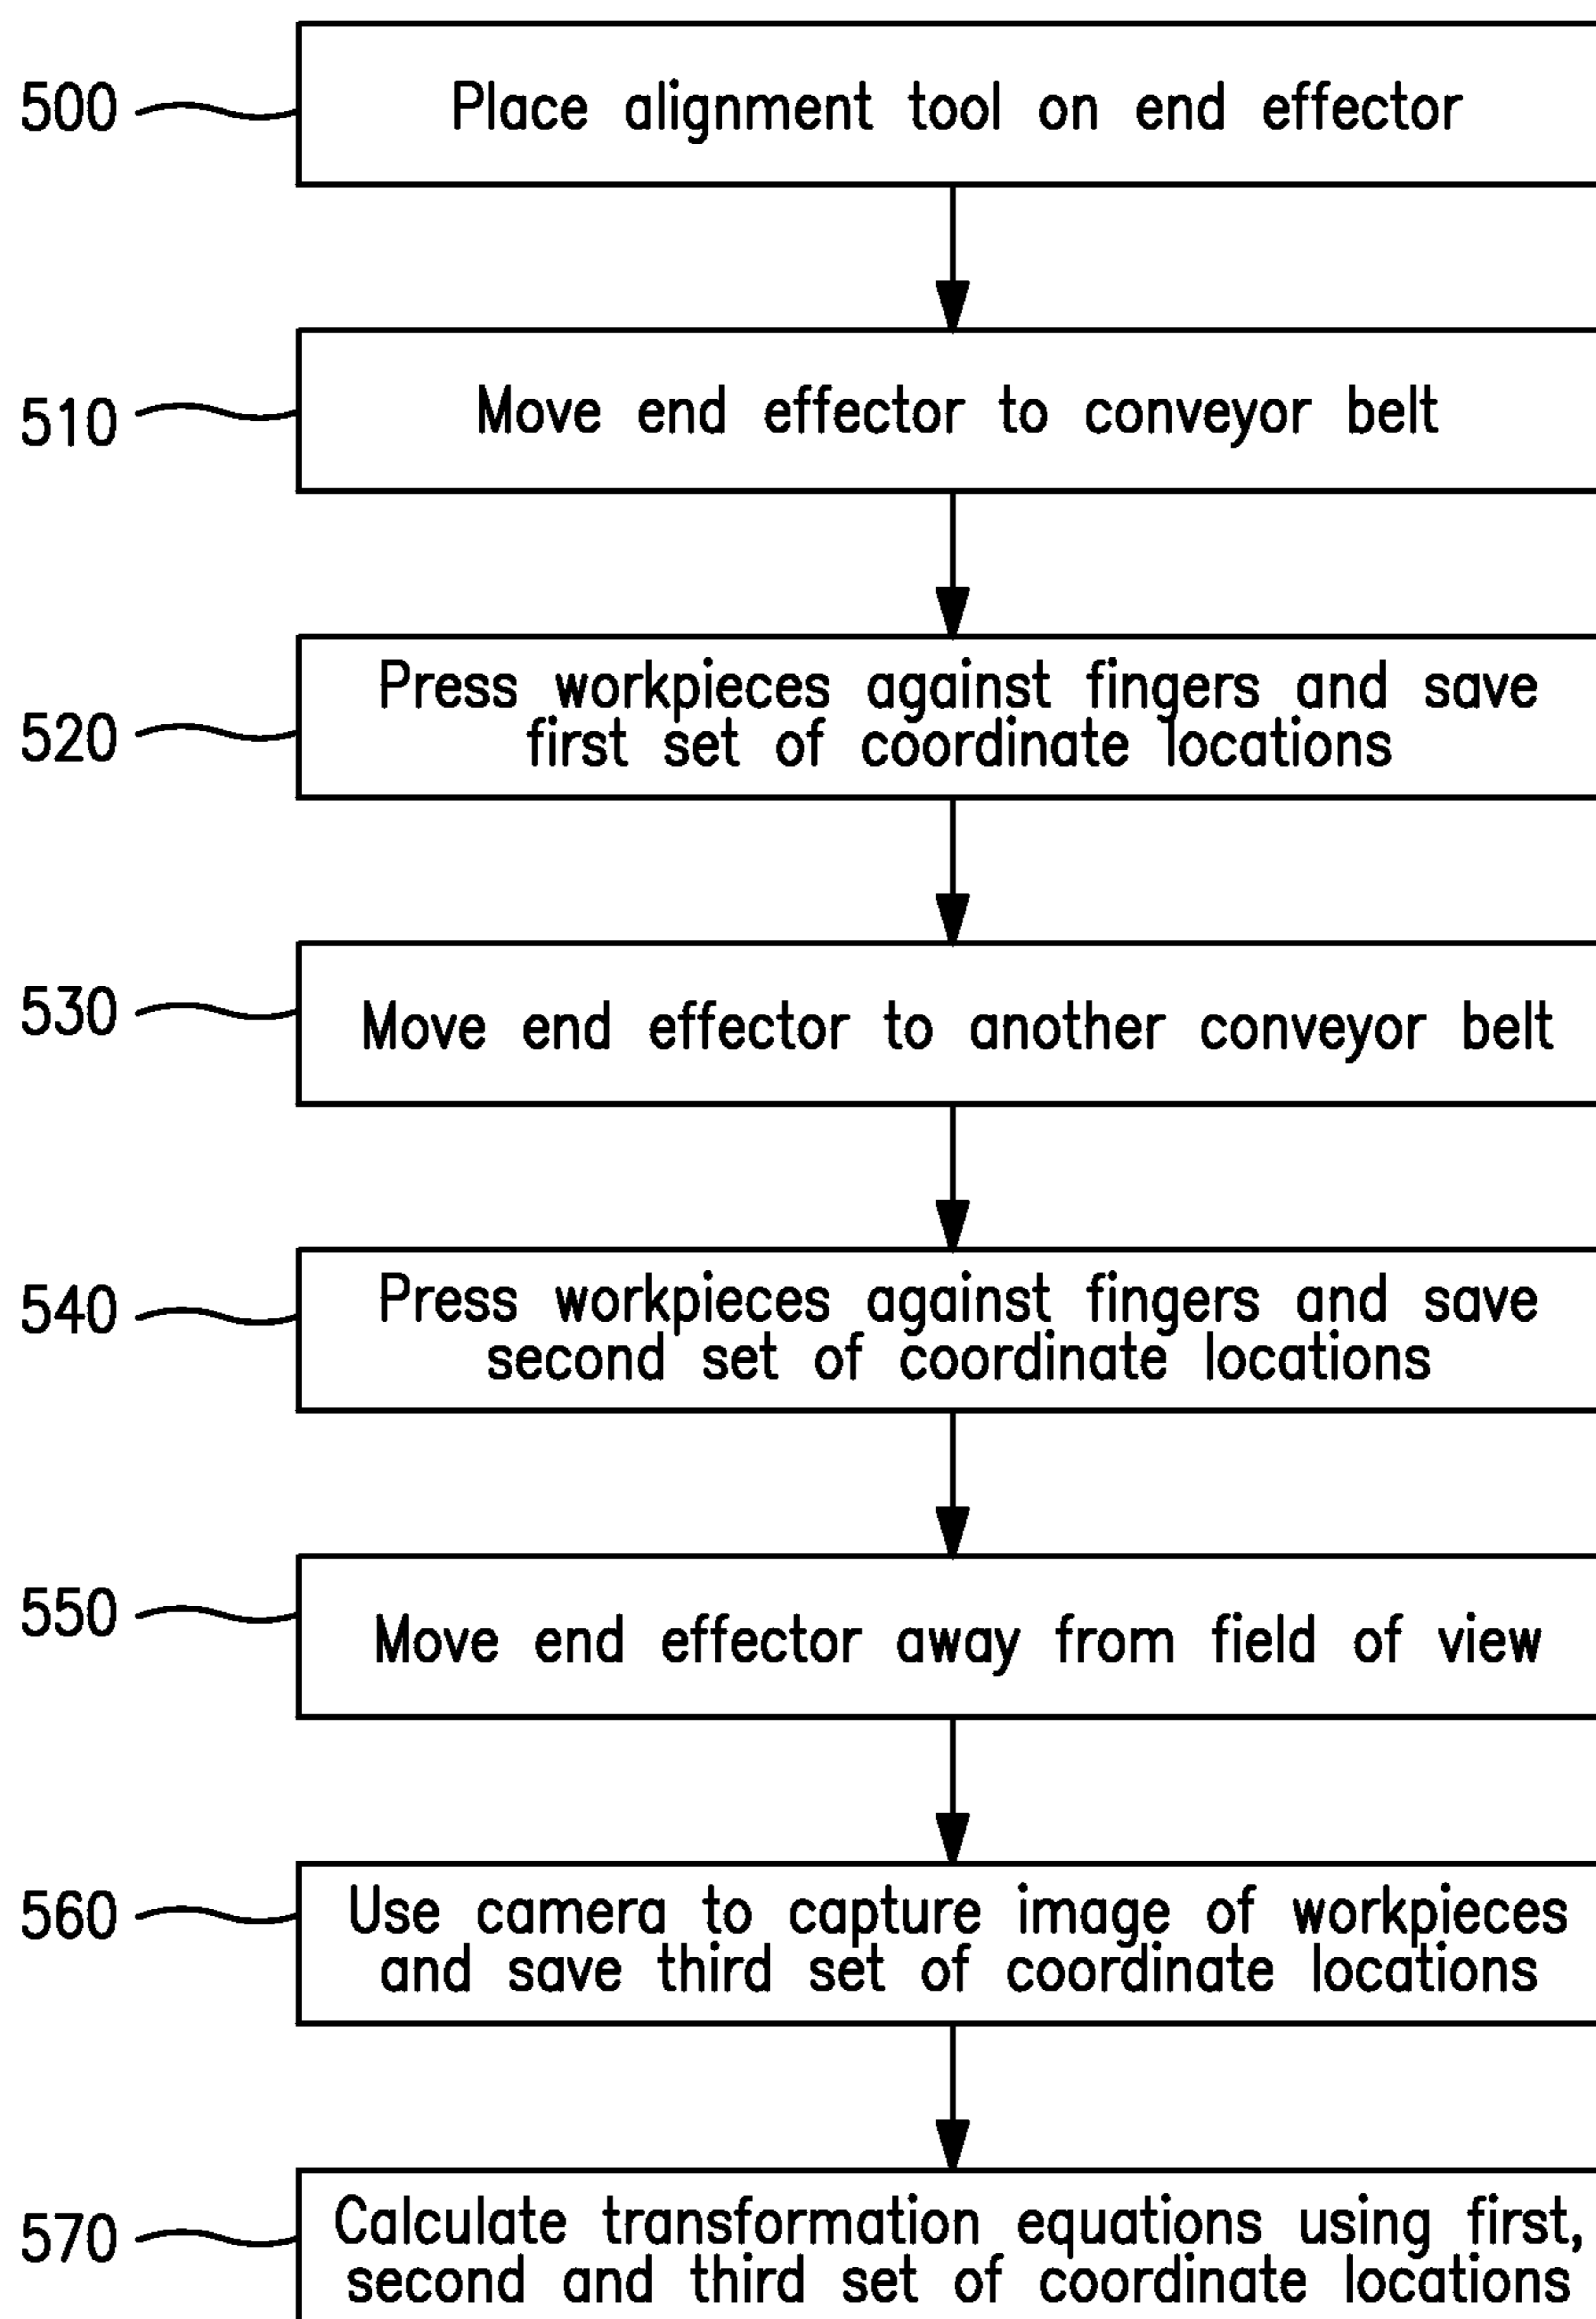 500
Place alignment tool on end effector
510
Move end effector to conveyor belt
520
Press workpieces against fingers and save
first set of coordinate locations
530
Move end effector to another conveyor belt
540
Press workpieces against fingers and save
second set of coordinate locations
550
Move end effector away from field of view
560
Use camera to capture image of workpieces
and save third set of coordinate locations
570
Calculate transformation equations using first,
second and third set of coordinate locations